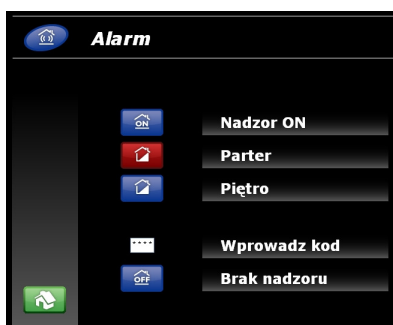 Alarm
ON Nadzor ON
Parter
Piętro
**** Wprowadz kod
OFF Brak nadzoru